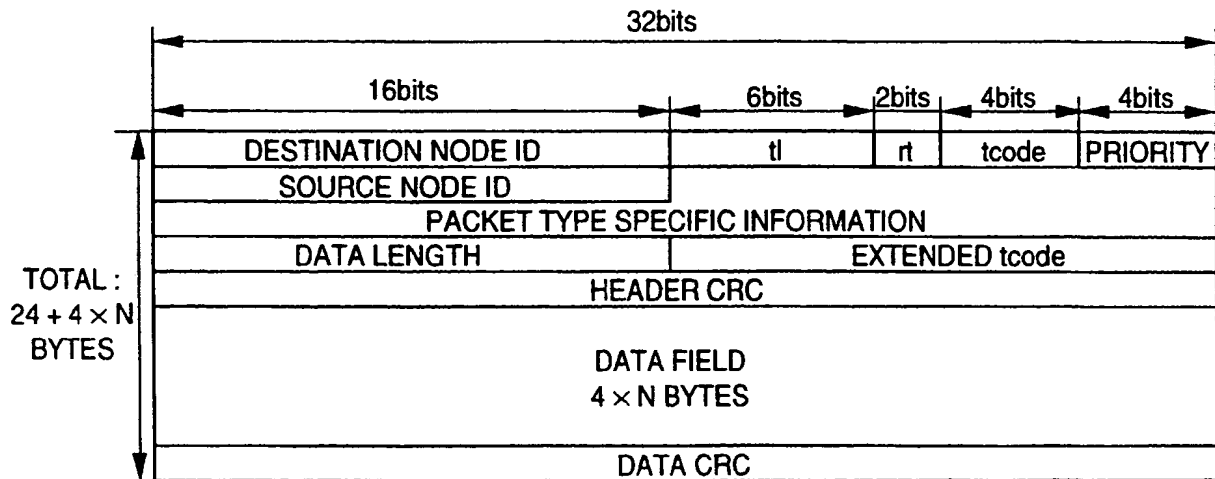 32bits
16bits 6bits 2bits 4bits 4bits
DESTINATION NODE ID tl rt tcode PRIORITY
SOURCE NODE ID
PACKET TYPE SPECIFIC INFORMATION
DATA LENGTH EXTENDED tcode
HEADER CRC
TOTAL :
24 + 4 × N
BYTES
DATA FIELD
4 × N BYTES
DATA CRC